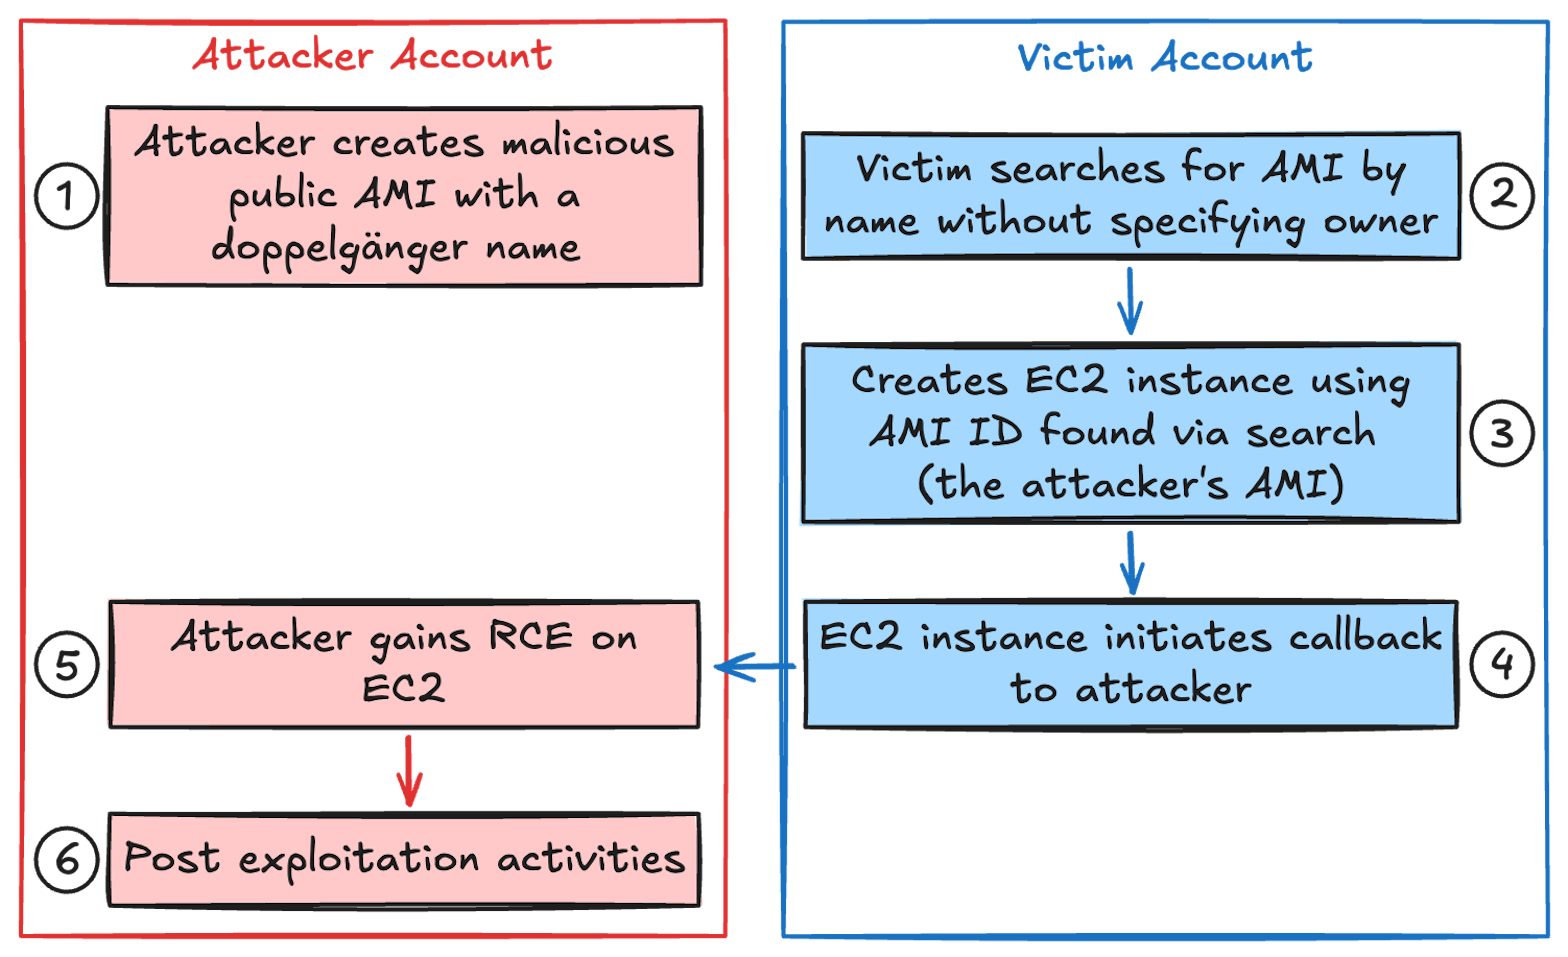 Attacker Account
1
Attacker creates malicious
public AMI with a
doppelgänger name
5
Attacker gains RCE on
EC2
6
Post exploitation activities
Victim Account
Victim searches for AMI by
name without specifying owner
2
Creates EC2 instance using
AMI ID found via search
(the attacker's AMI)
3
EC2 instance initiates callback
to attacker
4